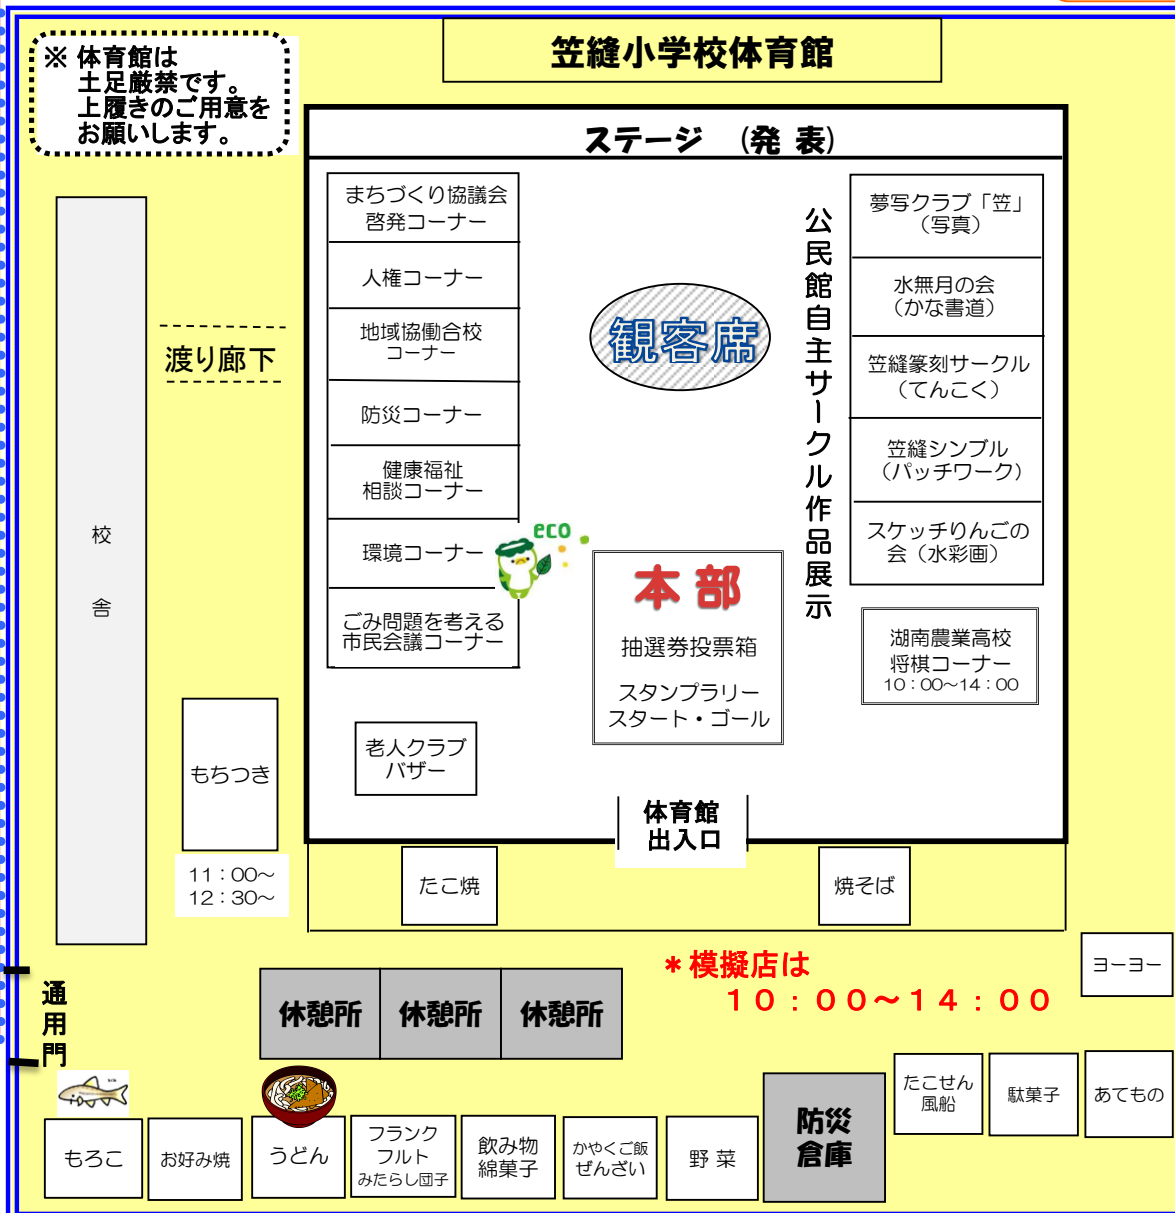 ※ 体育館は
土足厳禁です。
上履きのご用意を
お願いします。
笠縫小学校体育館
ステージ (発 表)
まちづくり協議会
啓発コーナー
人権コーナー
地域協働合校
コーナー
防災コーナー
健康福祉
相談コーナー
環境コーナー
ごみ問題を考える
市民会議コーナー
eco
観客席
公民館自主サークル作品展示
夢写クラブ「笠」
（写真）
水無月の会
（かな書道）
笠縫篆刻サークル
（てんこく）
笠縫シンブル
（パッチワーク）
スケッチりんごの
会（水彩画）
湖南農業高校
将棋コーナー
10：00～14：00
本部
抽選券投票箱
スタンプラリー
スタート・ゴール
老人クラブ
バザー
体育館
出入口
渡り廊下
校舎
もちつき
11：00～
12：30～
たこ焼
焼そば
＊模擬店は
１０：００～１４：００
ヨーヨー
通用門
休憩所
休憩所
休憩所
たこせん
風船
駄菓子
あてもの
防災
倉庫
もろこ
お好み焼
うどん
フランク
フルト
みたらし団子
飲み物
綿菓子
かやくご飯
ぜんざい
野 菜